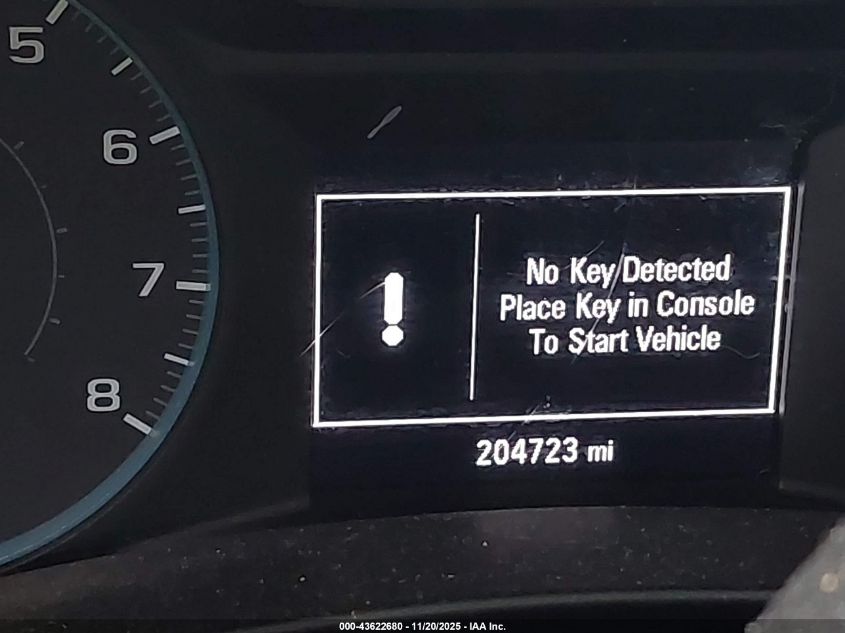 5
6
7
8
No Key Detected
Place Key in Console
To Start Vehicle
204723 mi
000-43622680 - 11/20/2025 - IAA Inc.